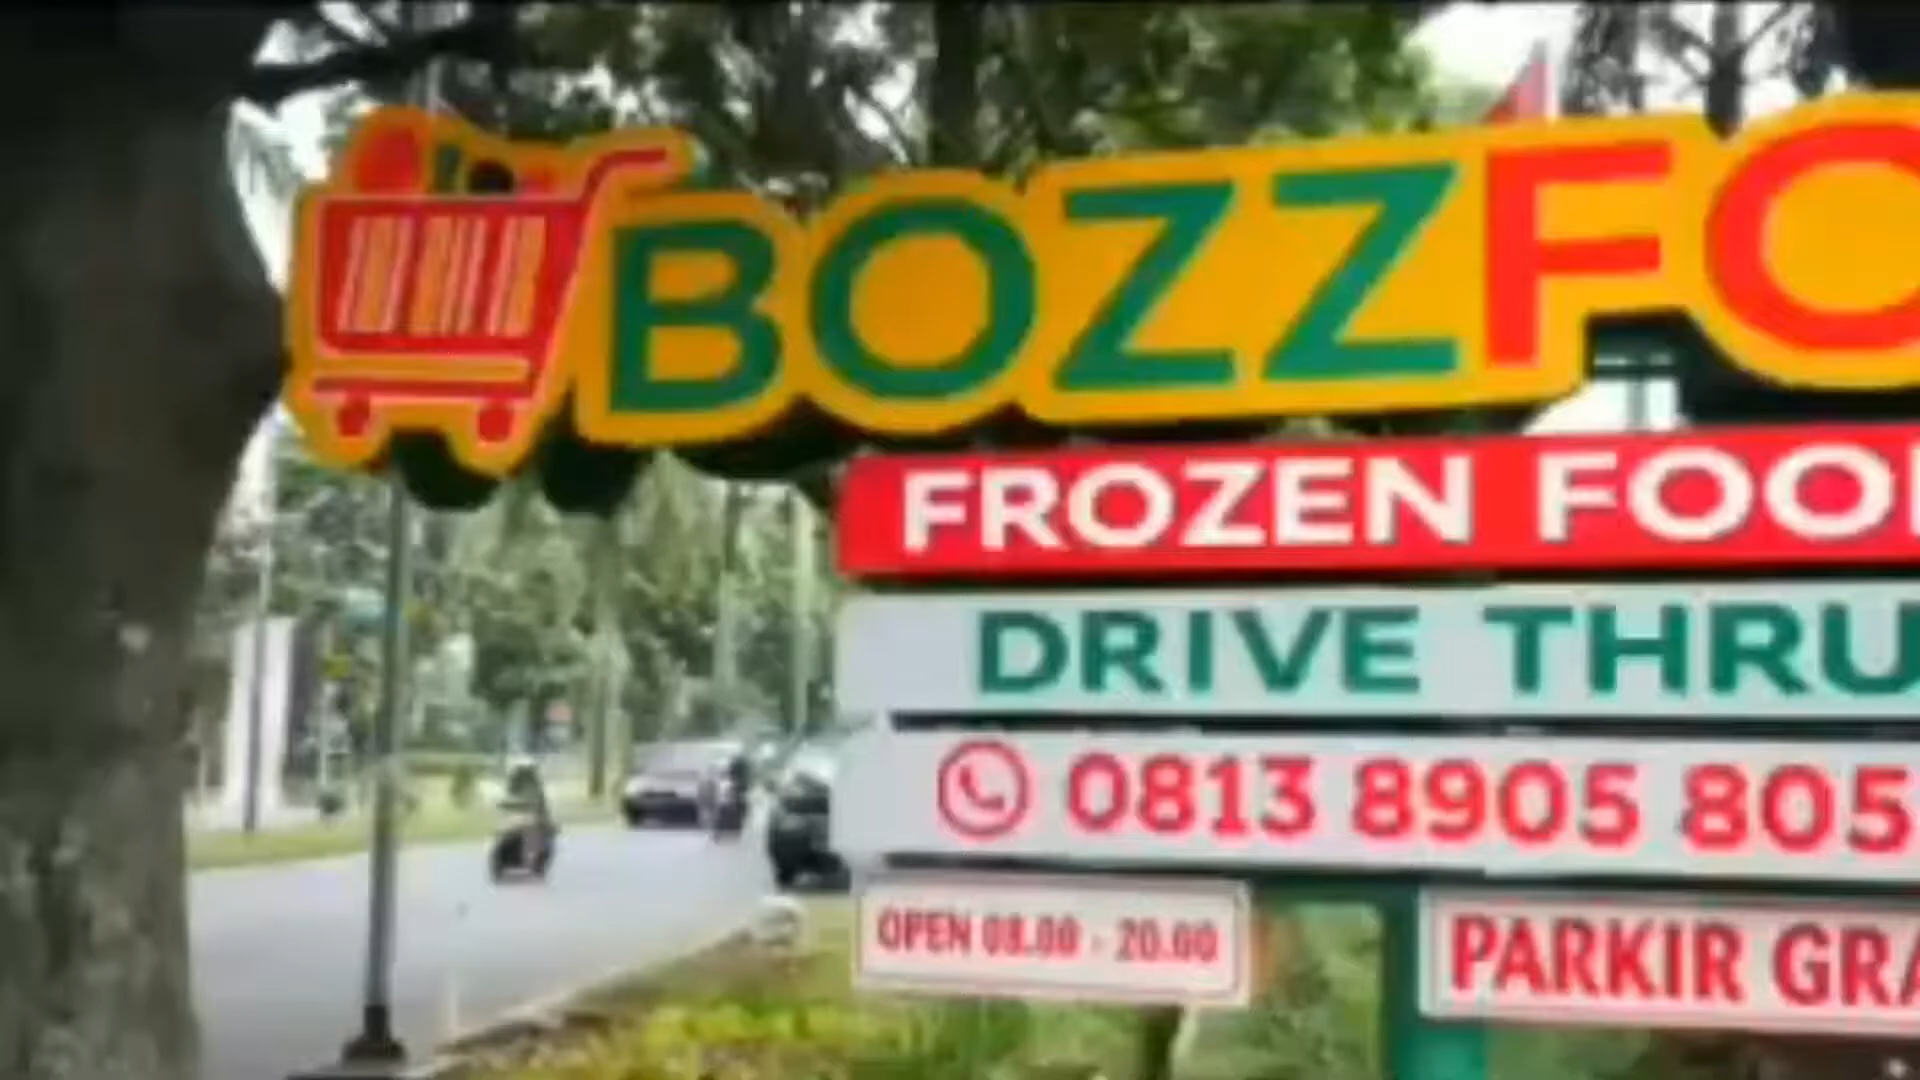 BOZZFO
FROZEN FOO
DRIVE THRU
0813 8905 805
OPEN 08.00 - 20.00
PARKIR GRA